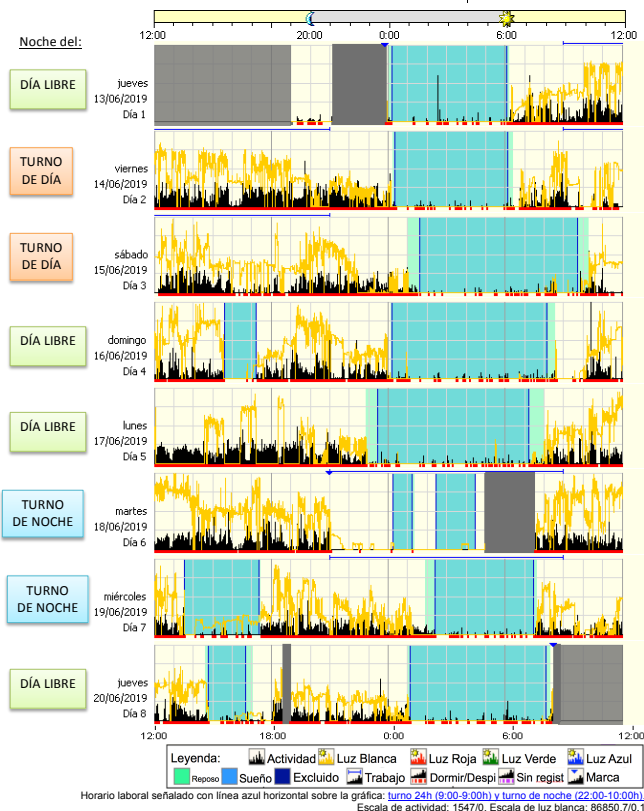 12:00 20:00 0:00 6:00 12:00
Noche del:
DÍA LIBRE
jueves
13/06/2019
Día 1
TURNO
DE DÍA
viernes
14/06/2019
Día 2
TURNO
DE DÍA
sábado
15/06/2019
Día 3
DÍA LIBRE
domingo
16/06/2019
Día 4
DÍA LIBRE
lunes
17/06/2019
Día 5
TURNO
DE NOCHE
martes
18/06/2019
Día 6
TURNO
DE NOCHE
miércoles
19/06/2019
Día 7
DÍA LIBRE
jueves
20/06/2019
Día 8
12:00 18:00 0:00 6:00 12:00
Leyenda: Actividad Luz Blanca Luz Roja Luz Verde Luz Azul
Reposo Sueño Excluido Trabajo Dormir/Despi Sin regist Marca
Horario laboral señalado con línea azul horizontal sobre la gráfica: turno 24h (9:00-9:00h) y turno de noche (22:00-10:00h)
Escala de actividad: 1547/0. Escala de luz blanca: 86850.7/0.1